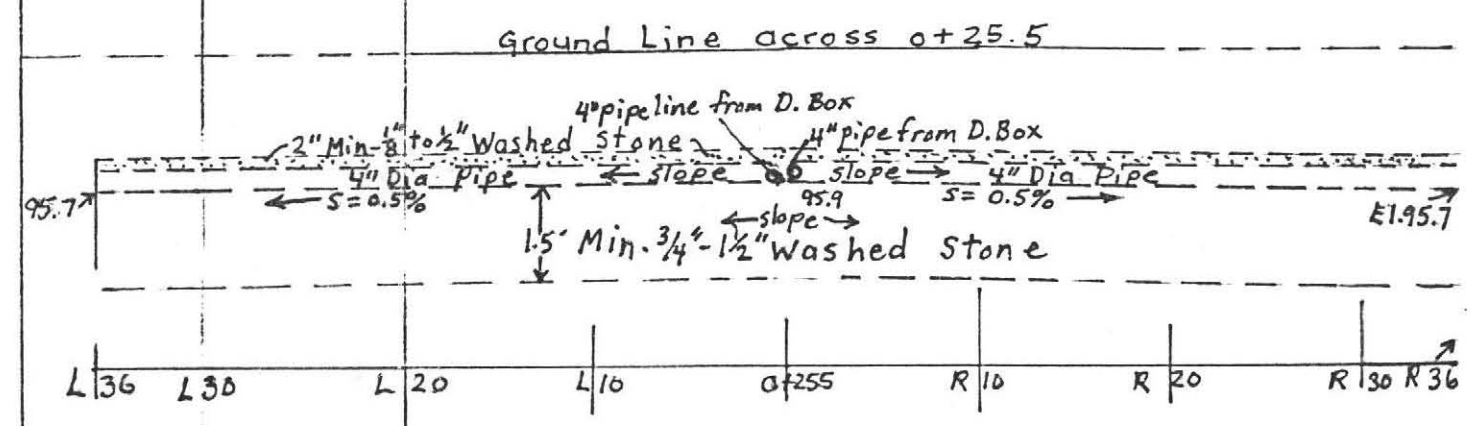 Ground Line across 0+25.5
4" pipe line from D. Box
4" pipe from D. Box
2" Min-1/8" to 1/2" Washed Stone
4" Dia Pipe
slope
slope
4" Dia Pipe
95.7
S=0.5%
95.9
S= 0.5%
El.95.7
slope
1.5' Min. 3/4"-1 1/2" Washed Stone
L 36
L 30
L 20
L 10
0+255
R 10
R 20
R 30
R 36